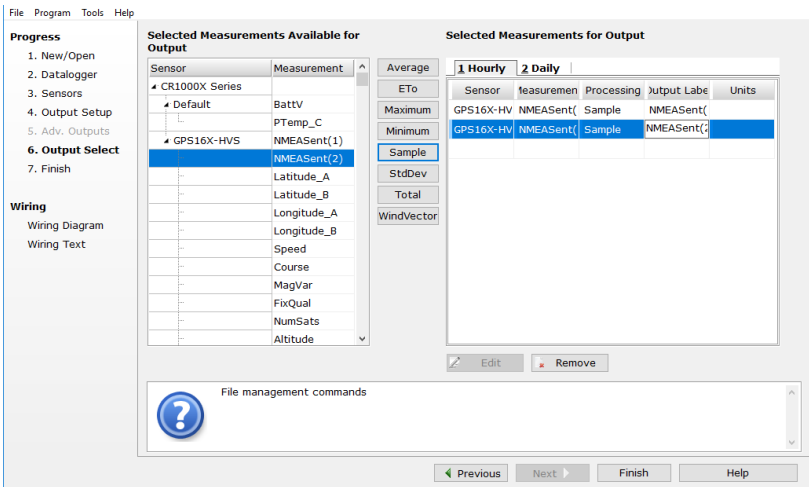 File Program Tools Help
Progress
1. New/Open
2. Datalogger
3. Sensors
4. Output Setup
5. Adv. Outputs
6. Output Select
7. Finish
Wiring
Wiring Diagram
Wiring Text
Selected Measurements Available for
Output
Sensor Measurement
CR1000X Series
Default BattV
PTemp_C
GPS16X-HVS NMEASent(1)
NMEASent(2)
Latitude_A
Latitude_B
Longitude_A
Longitude_B
Speed
Course
MagVar
FixQual
NumSats
Altitude
Average
ETo
Maximum
Minimum
Sample
StdDev
Total
WindVector
Selected Measurements for Output
1 Hourly 2 Daily
Sensor Measuremen Processing Output Labe Units
GPS16X-HV NMEASent( Sample NMEASent(
GPS16X-HV NMEASent( Sample NMEASent(2
Edit Remove
File management commands
Previous Next Finish Help